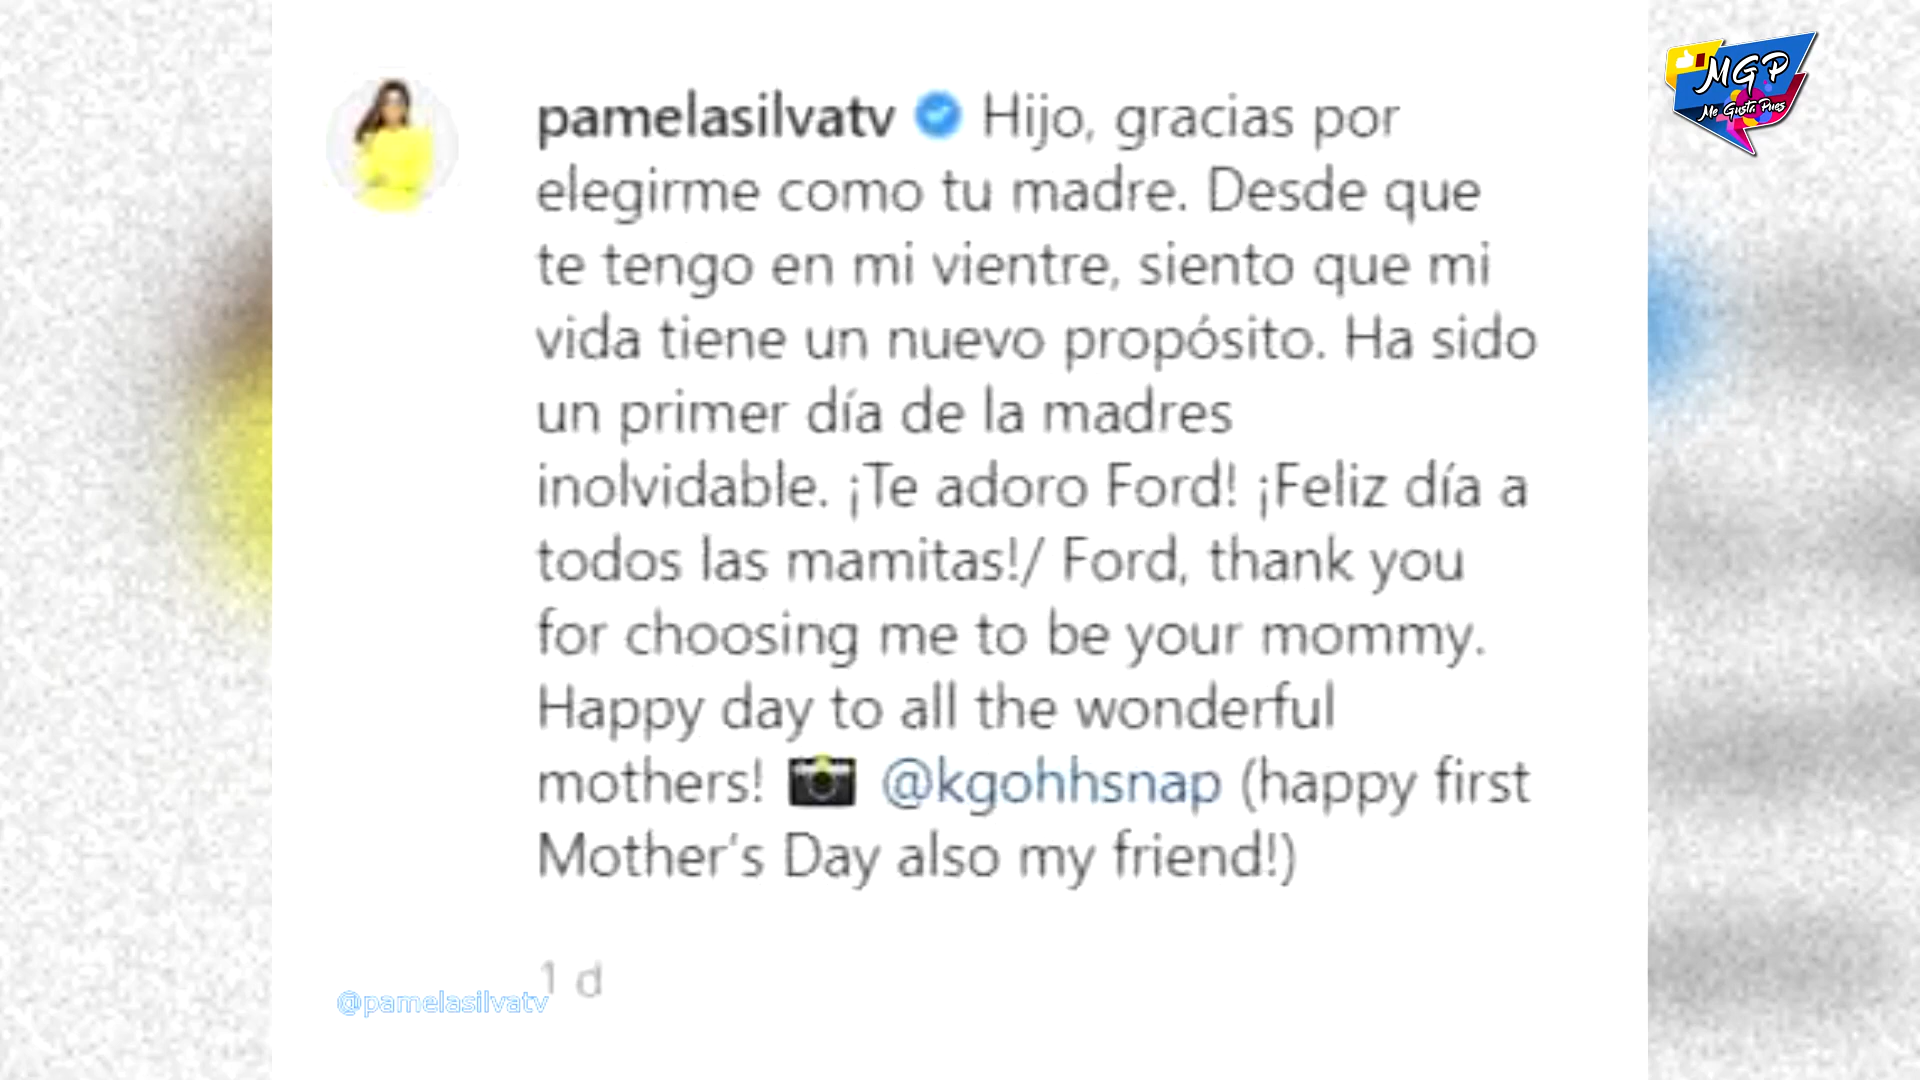 MGP
Me Gusta Pues
pamelasilvatv Hijo, gracias por
elegirme como tu madre. Desde que
te tengo en mi vientre, siento que mi
vida tiene un nuevo propósito. Ha sido
un primer día de la madres
inolvidable. ¡Te adoro Ford! ¡Feliz día a
todos las mamitas!/ Ford, thank you
for choosing me to be your mommy.
Happy day to all the wonderful
mothers! 📷 @kgohhsnap (happy first
Mother's Day also my friend!)
1 d
@pamelasilvatv